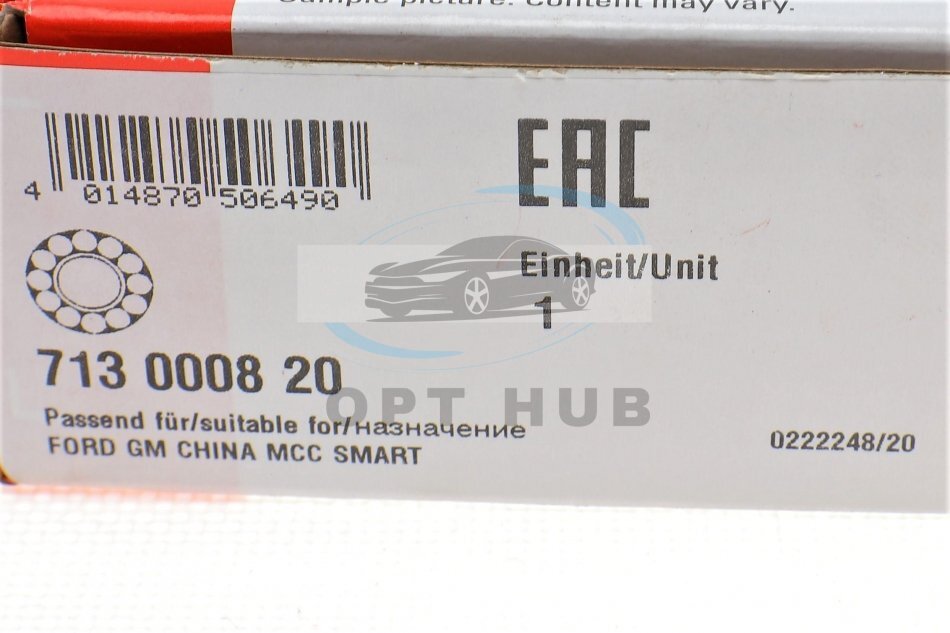 Sample picture. Content may vary.
4 014870 506490
EAC
Einheit/Unit
1
713 0008 20
OPT HUB
Passend für/suitable for/назначение
FORD GM CHINA MCC SMART
0222248/20